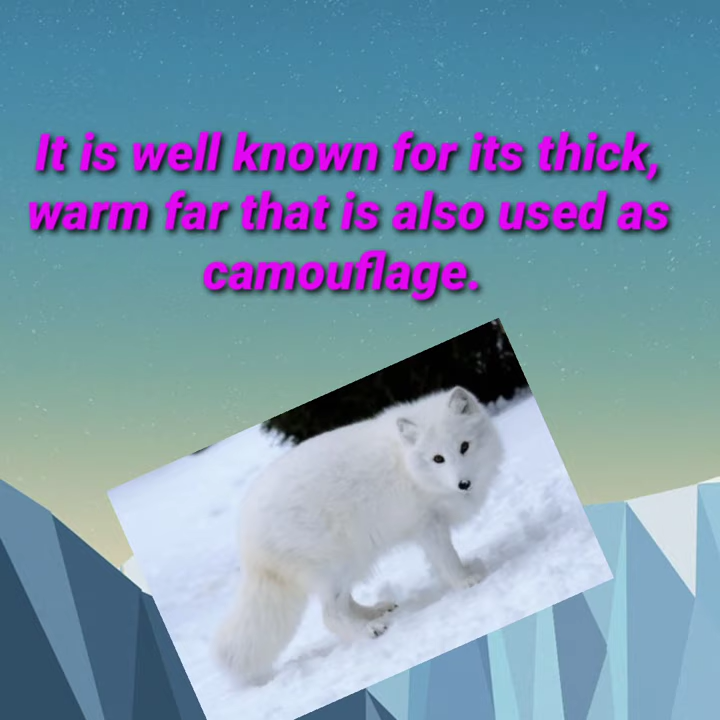 It is well known for its thick,
warm far that is also used as
camouflage.